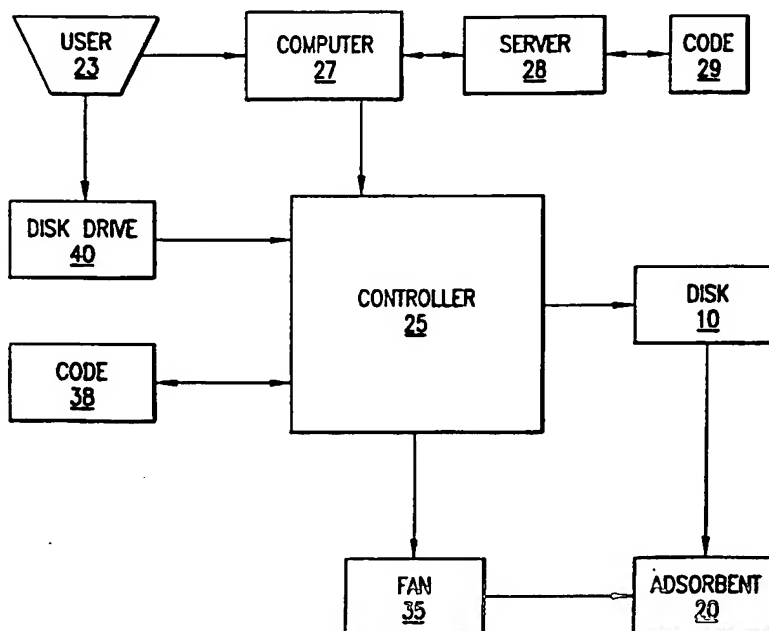 USER
23
COMPUTER
27
SERVER
28
CODE
29
DISK DRIVE
40
CONTROLLER
25
DISK
10
CODE
38
FAN
35
ADSORBENT
20